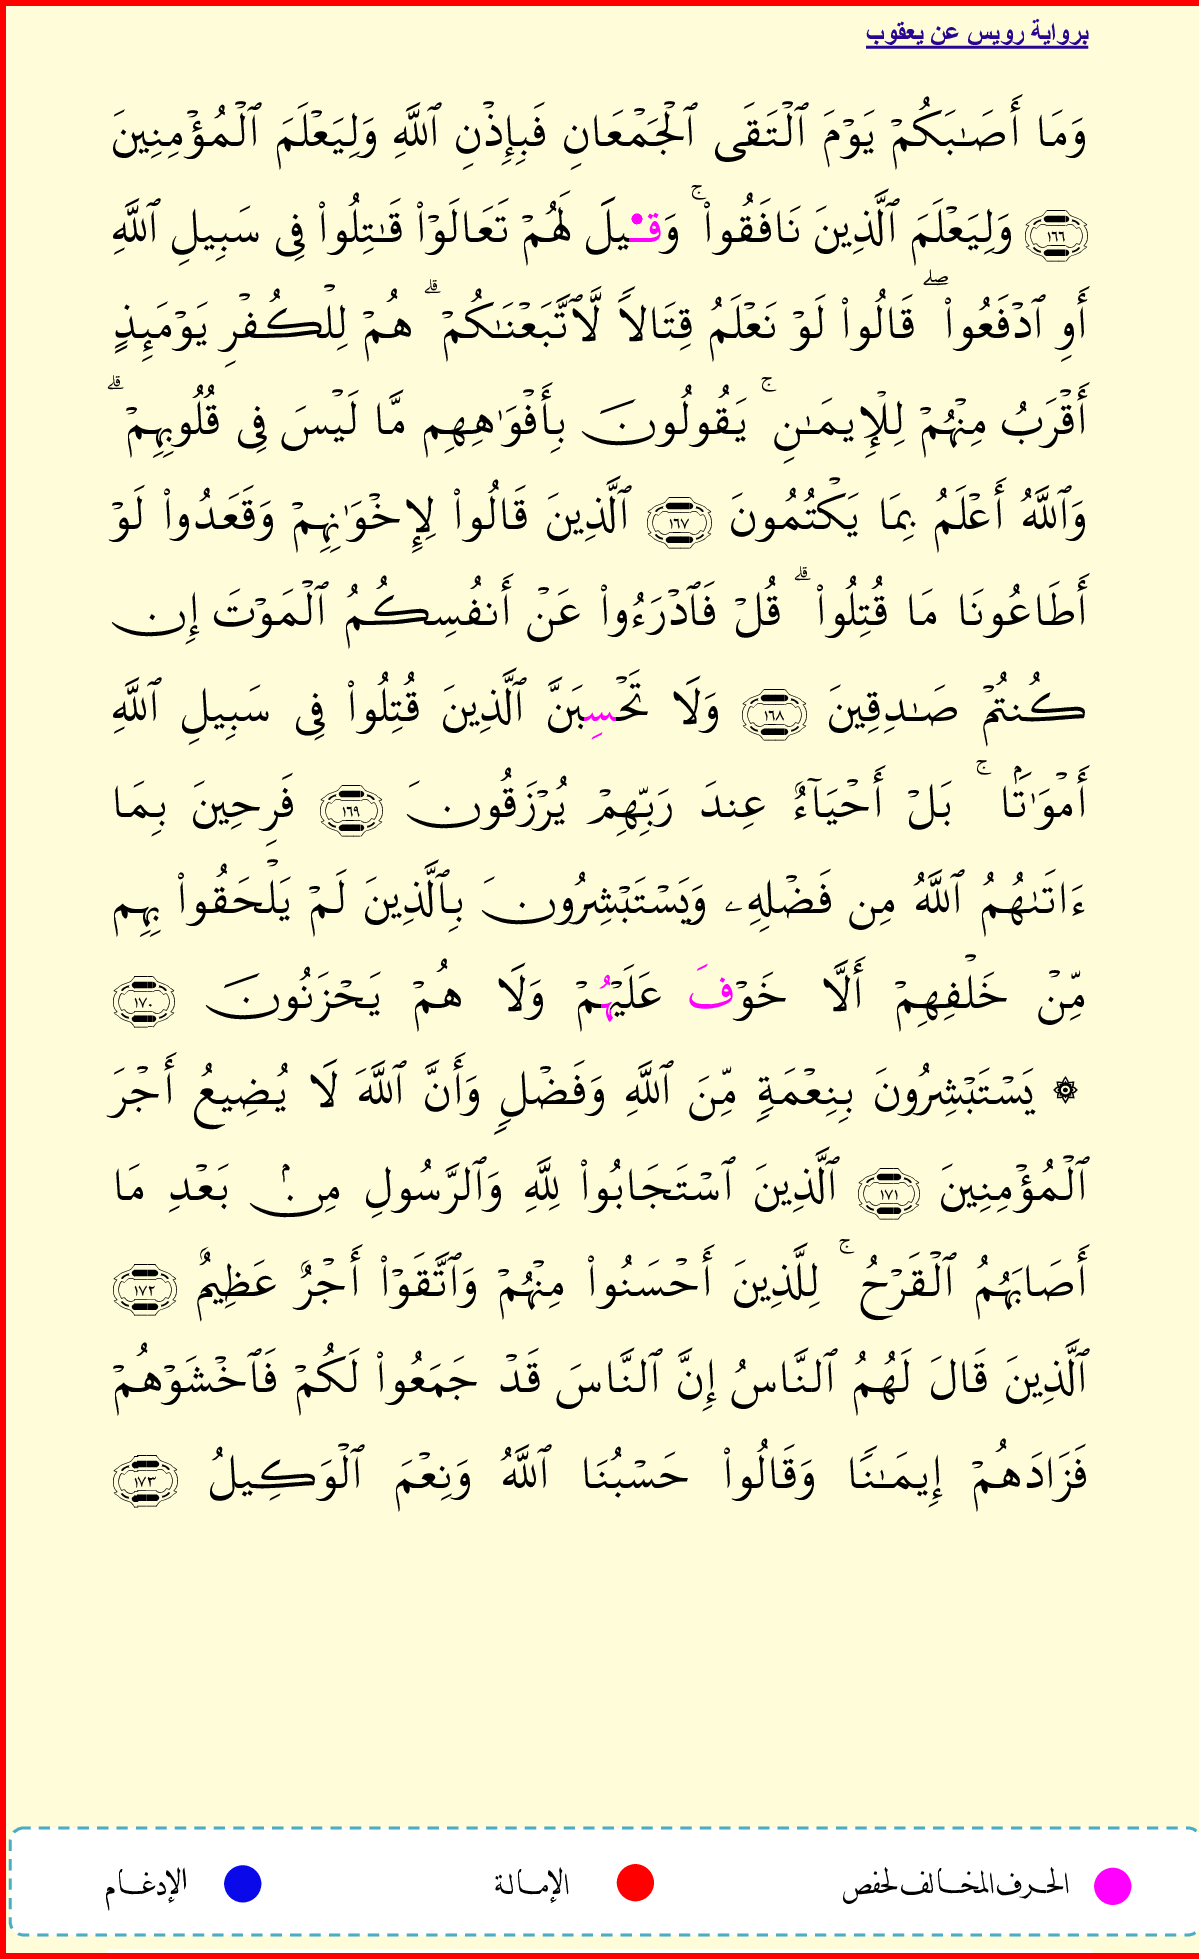 برواية رويس عن يعقوب
وَمَا أَصَـٰبَكُمۡ يَوۡمَ ٱلۡتَقَى ٱلۡجَمۡعَانِ فَبِإِذۡنِ ٱللَّهِ وَلِيَعۡلَمَ ٱلۡمُؤۡمِنِينَ
١٦٦ وَلِيَعۡلَمَ ٱلَّذِينَ نَافَقُواْۚ وَقِيلَ لَهُمۡ تَعَالَوۡاْ قَـٰتِلُواْ فِى سَبِيلِ ٱللَّهِ
أَوِ ٱدۡفَعُواْۖ قَالُواْ لَوۡ نَعۡلَمُ قِتَالاً لَّٱتَّبَعۡنَـٰكُمۡۗ هُمۡ لِلۡكُفۡرِ يَوۡمَئِذٍ
أَقۡرَبُ مِنۡهُمۡ لِلۡإِيمَـٰنِۚ يَقُولُونَ بِأَفۡوَٰهِهِم مَّا لَيۡسَ فِى قُلُوبِهِمۡۗ
وَٱللَّهُ أَعۡلَمُ بِمَا يَكۡتُمُونَ ١٦٧ ٱلَّذِينَ قَالُواْ لِإِخۡوَٰنِهِمۡ وَقَعَدُواْ لَوۡ
أَطَاعُونَا مَا قُتِلُواْۗ قُلۡ فَٱدۡرَءُواْ عَنۡ أَنفُسِكُمُ ٱلۡمَوۡتَ إِن
كُنتُمۡ صَـٰدِقِينَ ١٦٨ وَلَا تَحۡسِبَنَّ ٱلَّذِينَ قُتِلُواْ فِى سَبِيلِ ٱللَّهِ
أَمۡوَٰتَۢاۚ بَلۡ أَحۡيَآءٌ عِندَ رَبِّهِمۡ يُرۡزَقُونَ ١٦٩ فَرِحِينَ بِمَا
ءَاتَىٰهُمُ ٱللَّهُ مِن فَضۡلِهِۦ وَيَسۡتَبۡشِرُونَ بِٱلَّذِينَ لَمۡ يَلۡحَقُواْ بِهِم
مِّنۡ خَلۡفِهِمۡ أَلَّا خَوۡفَ عَلَيۡهُمۡ وَلَا هُمۡ يَحۡزَنُونَ ١٧٠
۞ يَسۡتَبۡشِرُونَ بِنِعۡمَةٍ مِّنَ ٱللَّهِ وَفَضۡلٍ وَأَنَّ ٱللَّهَ لَا يُضِيعُ أَجۡرَ
ٱلۡمُؤۡمِنِينَ ١٧١ ٱلَّذِينَ ٱسۡتَجَابُواْ لِلَّهِ وَٱلرَّسُولِ مِنۢ بَعۡدِ مَا
أَصَابَهُمُ ٱلۡقَرۡحُۚ لِلَّذِينَ أَحۡسَنُواْ مِنۡهُمۡ وَٱتَّقَوۡاْ أَجۡرٌ عَظِيمٌ ١٧٢
ٱلَّذِينَ قَالَ لَهُمُ ٱلنَّاسُ إِنَّ ٱلنَّاسَ قَدۡ جَمَعُواْ لَكُمۡ فَٱخۡشَوۡهُمۡ
فَزَادَهُمۡ إِيمَـٰنًا وَقَالُواْ حَسۡبُنَا ٱللَّهُ وَنِعۡمَ ٱلۡوَكِيلُ ١٧٣
الحرف المخالف لحفص الإمالة الإدغام